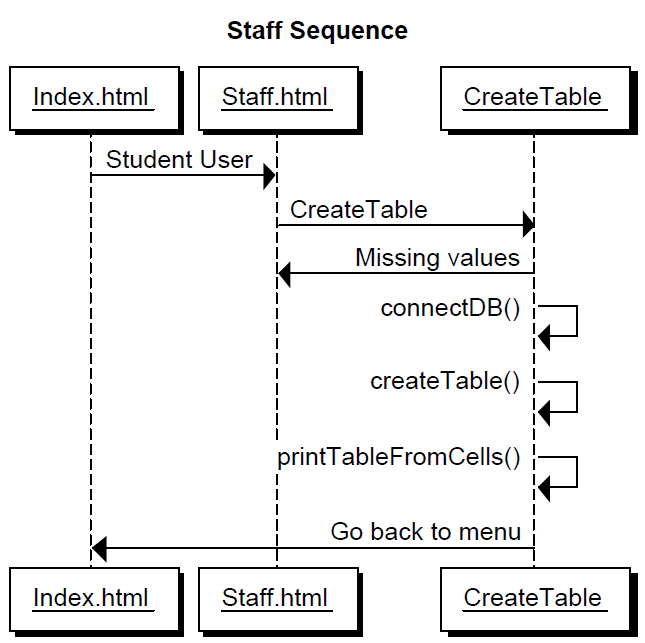 Staff Sequence
Index.html
Staff.html
CreateTable
Student User
CreateTable
Missing values
connectDB()
createTable()
printTableFromCells()
Go back to menu
Index.html
Staff.html
CreateTable